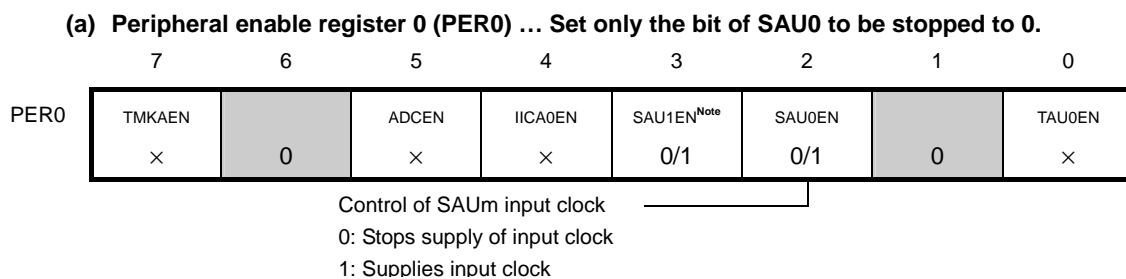 (a) Peripheral enable register 0 (PER0) … Set only the bit of SAU0 to be stopped to 0.
7 6 5 4 3 2 1 0
PER0 TMKAEN ADCEN IICA0EN SAU1EN Note SAU0EN TAU0EN
× 0 × × 0/1 0/1 0 ×
Control of SAUm input clock
0: Stops supply of input clock
1: Supplies input clock